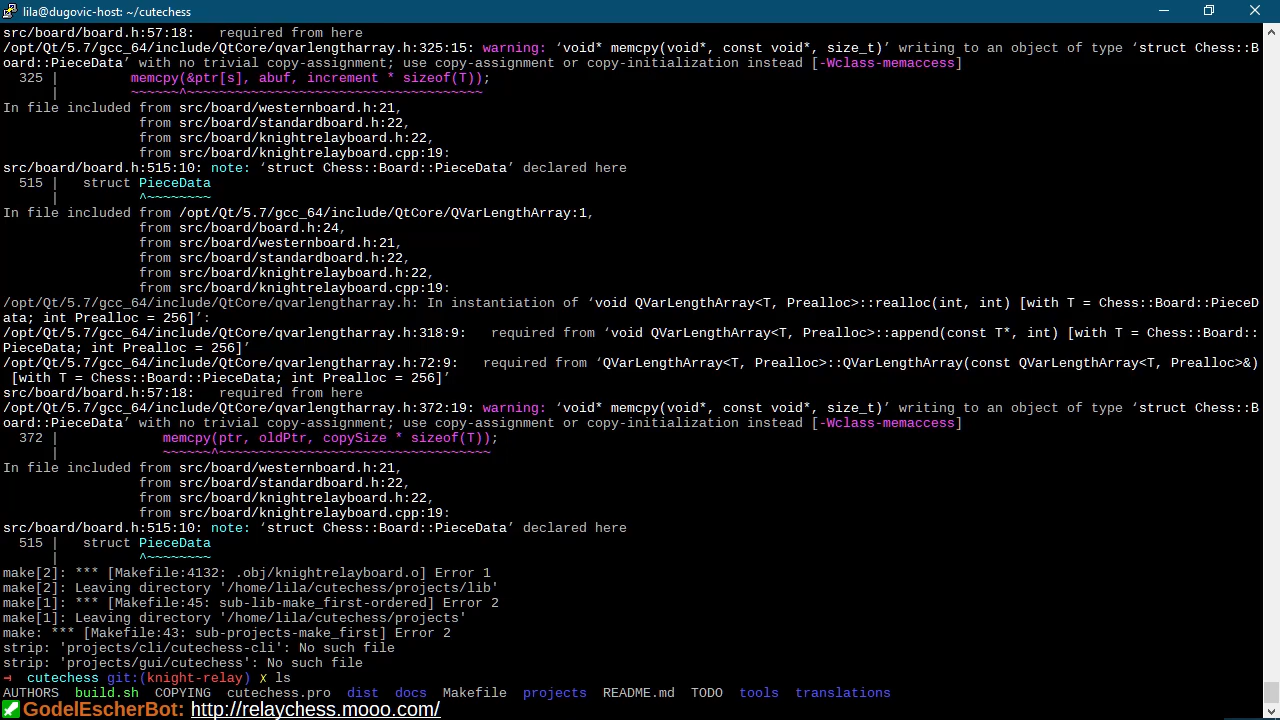 lila@dugovic-host: ~/cutechess
src/board/board.h:57:18:   required from here
/opt/Qt/5.7/gcc_64/include/QtCore/qvarlengtharray.h:325:15: warning: ‘void* memcpy(void*, const void*, size_t)’ writing to an object of type ‘struct Chess::B
oard::PieceData’ with no trivial copy-assignment; use copy-assignment or copy-initialization instead [-Wclass-memaccess]
  325 |         memcpy(&ptr[s], abuf, increment * sizeof(T));
      |         ~~~~~~^~~~~~~~~~~~~~~~~~~~~~~~~~~~~~~~~~~~~~
In file included from src/board/westernboard.h:21,
                 from src/board/standardboard.h:22,
                 from src/board/knightrelayboard.h:22,
                 from src/board/knightrelayboard.cpp:19:
src/board/board.h:515:10: note: ‘struct Chess::Board::PieceData’ declared here
  515 |   struct PieceData
      |          ^~~~~~~~~
In file included from /opt/Qt/5.7/gcc_64/include/QtCore/QVarLengthArray:1,
                 from src/board/board.h:24,
                 from src/board/westernboard.h:21,
                 from src/board/standardboard.h:22,
                 from src/board/knightrelayboard.h:22,
                 from src/board/knightrelayboard.cpp:19:
/opt/Qt/5.7/gcc_64/include/QtCore/qvarlengtharray.h: In instantiation of ‘void QVarLengthArray<T, Prealloc>::realloc(int, int) [with T = Chess::Board::PieceD
ata; int Prealloc = 256]’:
/opt/Qt/5.7/gcc_64/include/QtCore/qvarlengtharray.h:318:9:   required from ‘void QVarLengthArray<T, Prealloc>::append(const T*, int) [with T = Chess::Board::
PieceData; int Prealloc = 256]’
/opt/Qt/5.7/gcc_64/include/QtCore/qvarlengtharray.h:72:9:   required from ‘QVarLengthArray<T, Prealloc>::QVarLengthArray(const QVarLengthArray<T, Prealloc>&)
 [with T = Chess::Board::PieceData; int Prealloc = 256]’
src/board/board.h:57:18:   required from here
/opt/Qt/5.7/gcc_64/include/QtCore/qvarlengtharray.h:372:19: warning: ‘void* memcpy(void*, const void*, size_t)’ writing to an object of type ‘struct Chess::B
oard::PieceData’ with no trivial copy-assignment; use copy-assignment or copy-initialization instead [-Wclass-memaccess]
  372 |             memcpy(ptr, oldPtr, copySize * sizeof(T));
      |             ~~~~~~^~~~~~~~~~~~~~~~~~~~~~~~~~~~~~~~~~~
In file included from src/board/westernboard.h:21,
                 from src/board/standardboard.h:22,
                 from src/board/knightrelayboard.h:22,
                 from src/board/knightrelayboard.cpp:19:
src/board/board.h:515:10: note: ‘struct Chess::Board::PieceData’ declared here
  515 |   struct PieceData
      |          ^~~~~~~~~
make[2]: *** [Makefile:4132: .obj/knightrelayboard.o] Error 1
make[2]: Leaving directory '/home/lila/cutechess/projects/lib'
make[1]: *** [Makefile:45: sub-lib-make_first-ordered] Error 2
make[1]: Leaving directory '/home/lila/cutechess/projects'
make: *** [Makefile:43: sub-projects-make_first] Error 2
strip: 'projects/cli/cutechess-cli': No such file
strip: 'projects/gui/cutechess': No such file
cutechess git:(knight-relay) ✗ ls
AUTHORS  build.sh  COPYING  cutechess.pro  dist  docs  Makefile  projects  README.md  TODO  tools  translations
GodelEscherBot: http://relaychess.mooo.com/